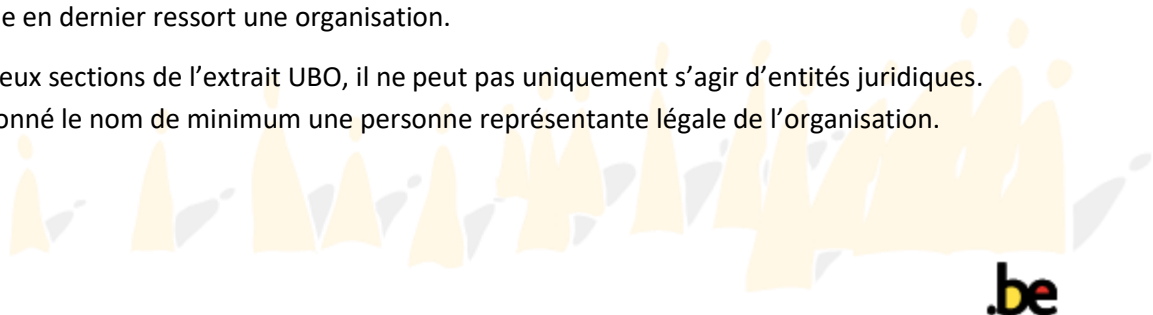 e en dernier ressort une organisation.
eux sections de l’extrait UBO, il ne peut pas uniquement s’agir d’entités juridiques.
onné le nom de minimum une personne représentante légale de l’organisation.
.be